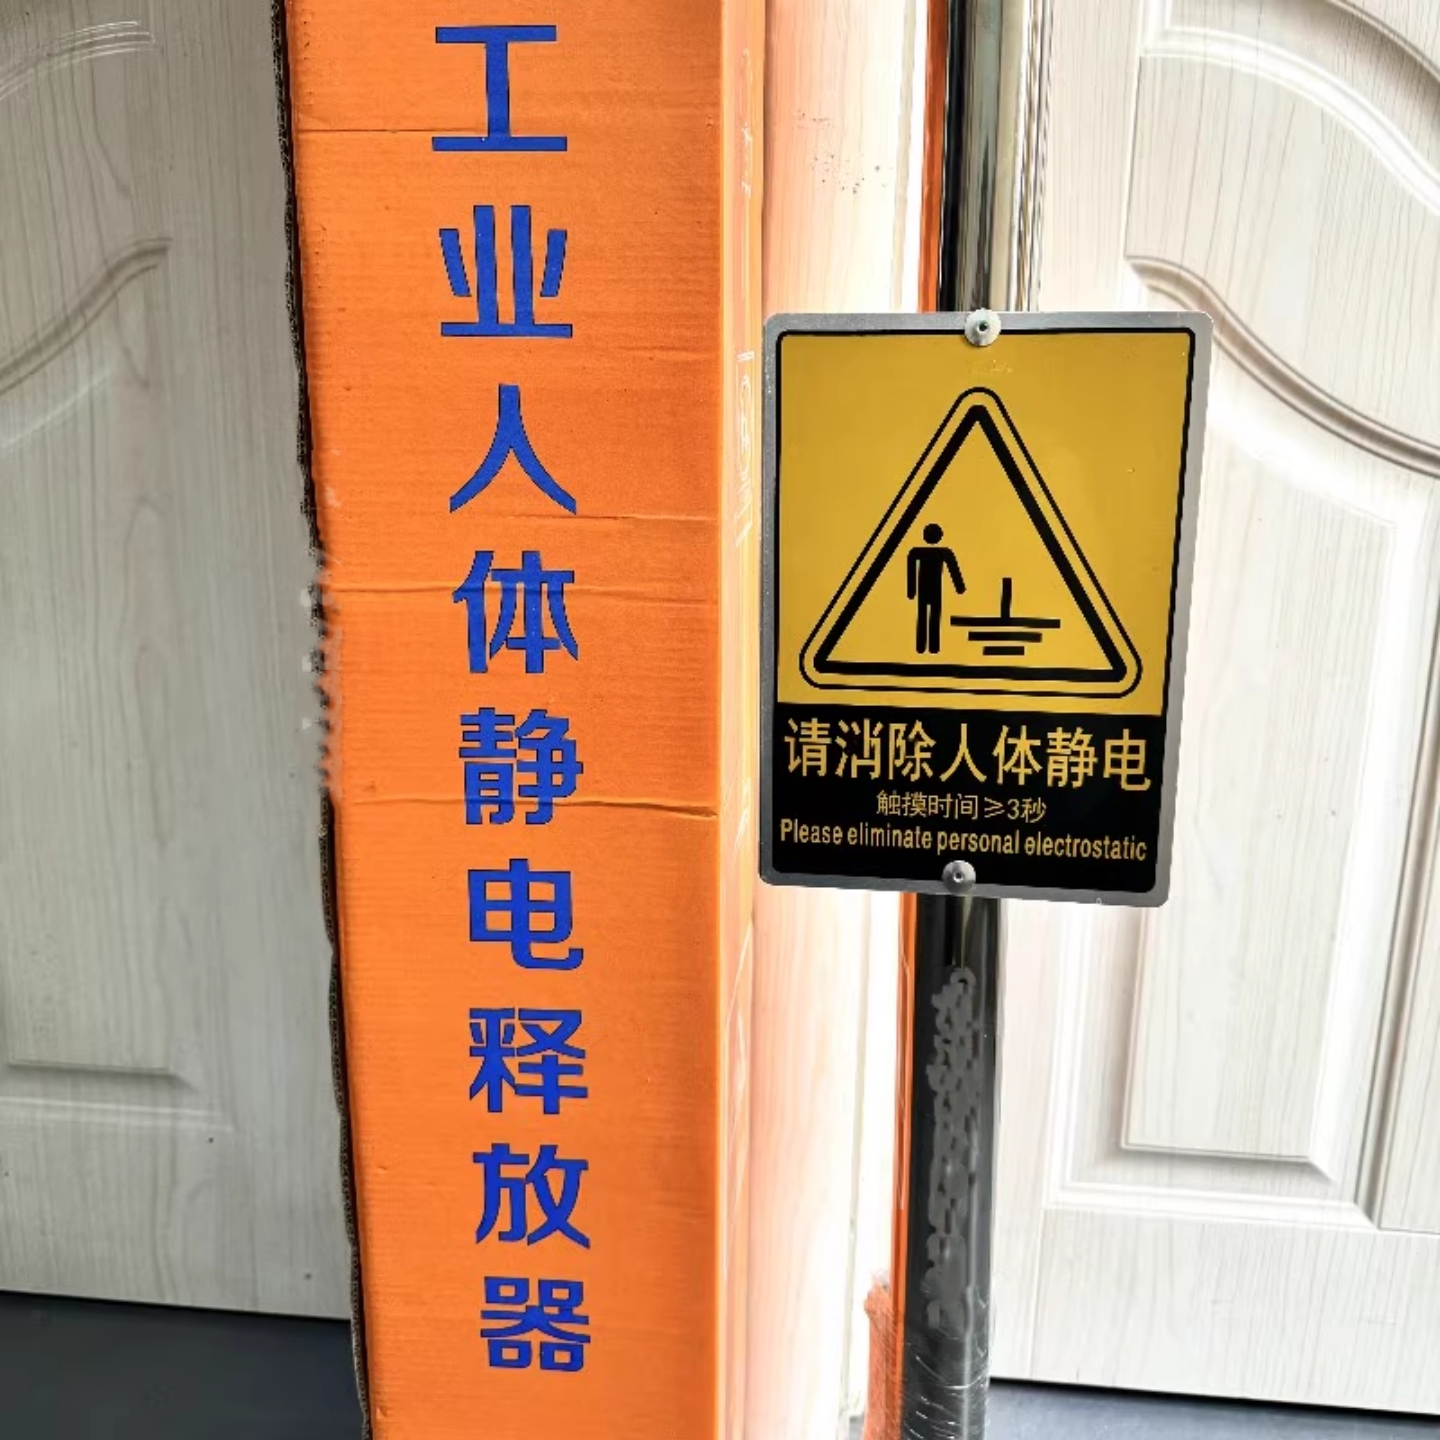 工业人体静电释放器
请消除人体静电
触摸时间≥3秒
Please eliminate personal electrostatic